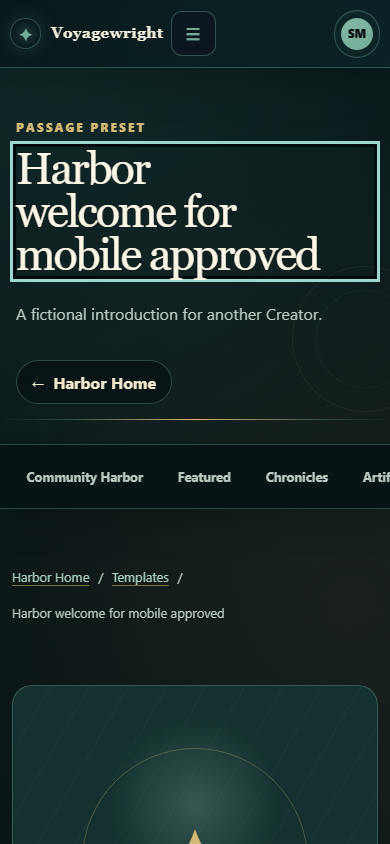 Voyagewright
SM
PASSAGE PRESET
Harbor
welcome for
mobile approved
A fictional introduction for another Creator.
← Harbor Home
Community Harbor Featured Chronicles Artif
Harbor Home / Templates /
Harbor welcome for mobile approved